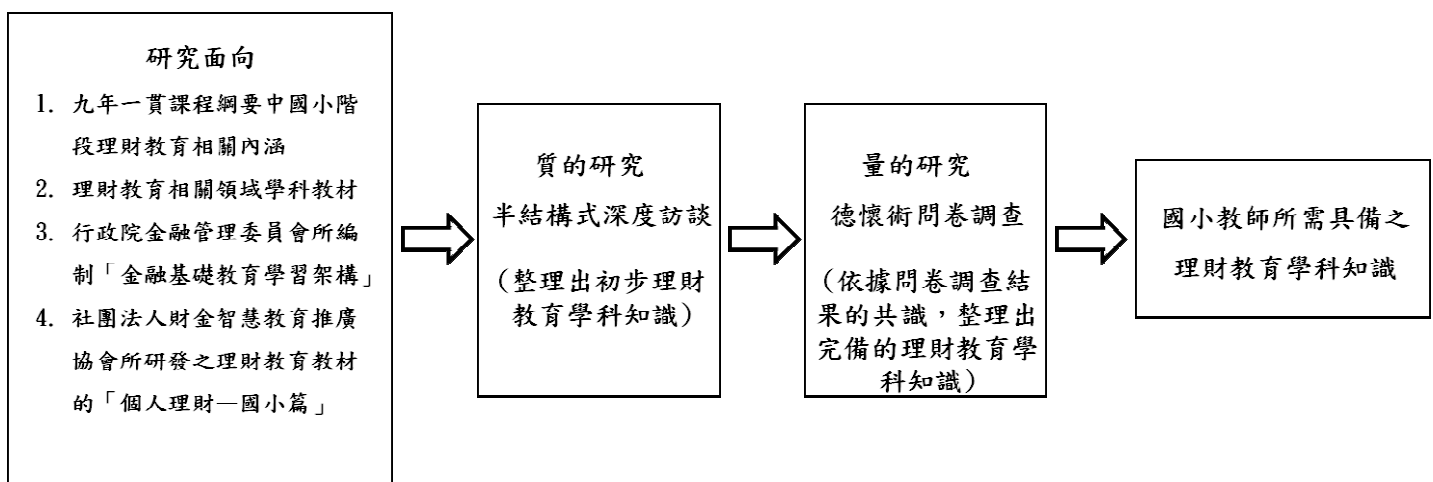 研究面向
1. 九年一貫課程綱要中國小階
段理財教育相關內涵
2. 理財教育相關領域學科教材
3. 行政院金融管理委員會所編
制「金融基礎教育學習架構」
4. 社團法人財金智慧教育推廣
協會所研發之理財教育教材
的「個人理財—國小篇」
質的研究
半結構式深度訪談
(整理出初步理財
教育學科知識)
量的研究
德懷術問卷調查
(依據問卷調查結
果的共識，整理出
完備的理財教育學
科知識)
國小教師所需具備之
理財教育學科知識